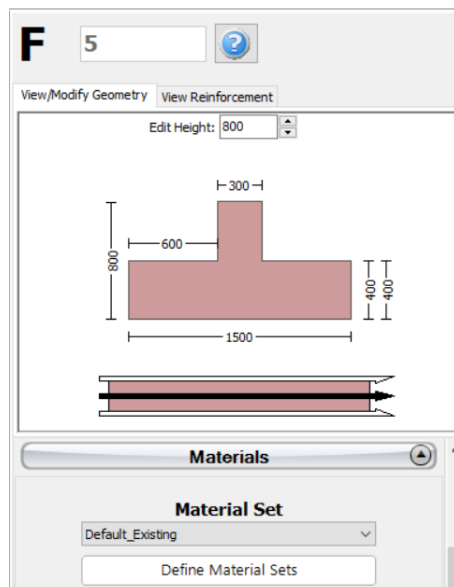 F 5
View/Modify Geometry View Reinforcement
Edit Height: 800
300
600
800
400 400
1500
Materials
Material Set
Default_Existing
Define Material Sets